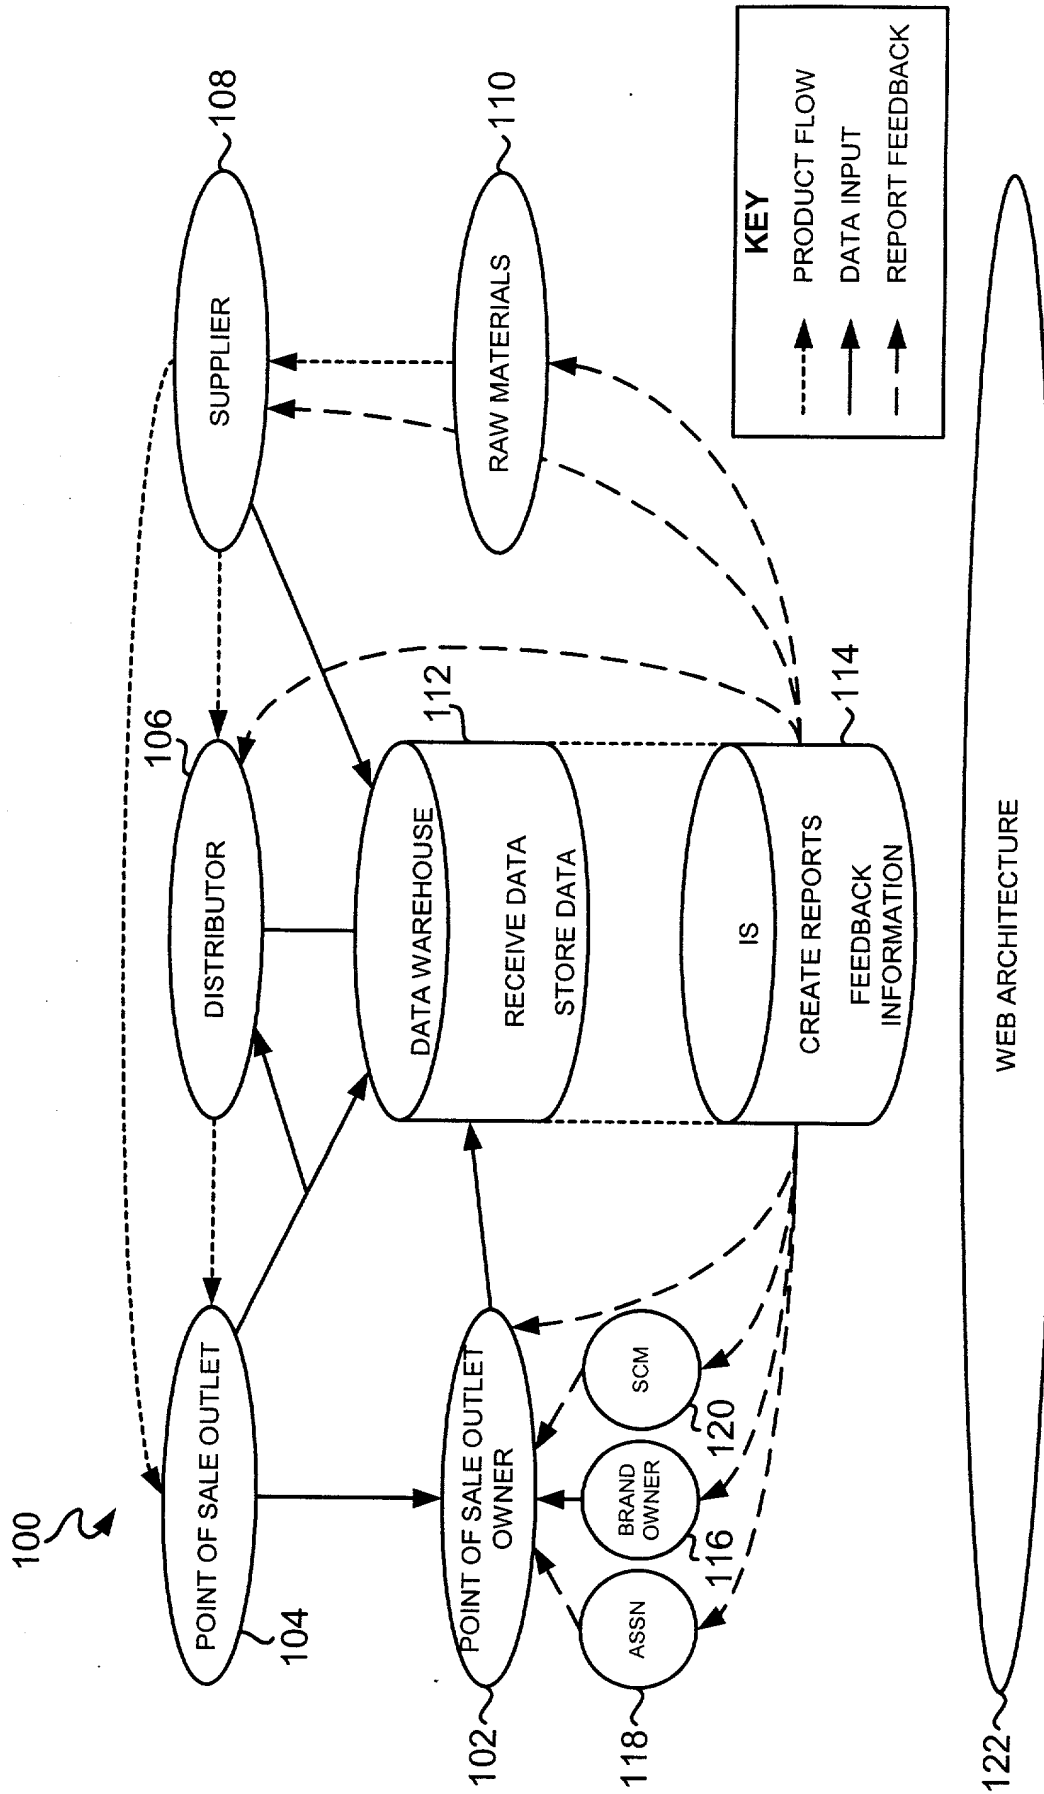 100
104
POINT OF SALE OUTLET
106
DISTRIBUTOR
108
SUPPLIER
102
POINT OF SALE OUTLET
OWNER
DATA WAREHOUSE
112
RECEIVE DATA
STORE DATA
RAW MATERIALS
110
118
ASSN
116
BRAND
OWNER
120
SCM
IS
114
CREATE REPORTS
FEEDBACK
INFORMATION
KEY
PRODUCT FLOW
DATA INPUT
REPORT FEEDBACK
122
WEB ARCHITECTURE